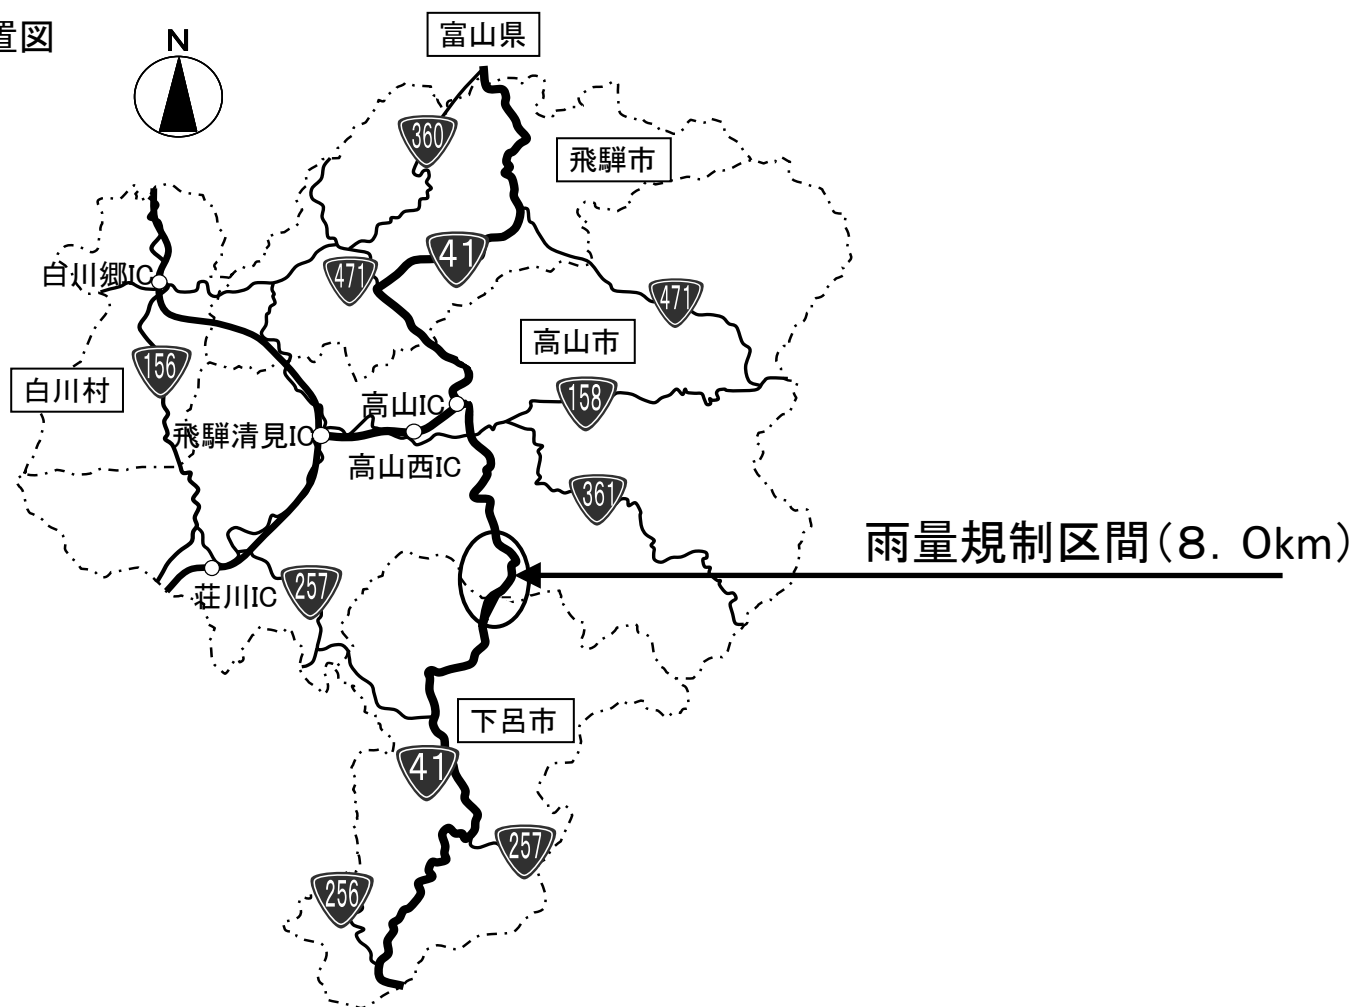 置図
N
富山県
360
飛騨市
41
白川郷IC
471
471
高山市
156
白川村
158
高山IC
飛騨清見IC
高山西IC
361
雨量規制区間(8. 0km)
荘川IC
257
下呂市
41
257
256